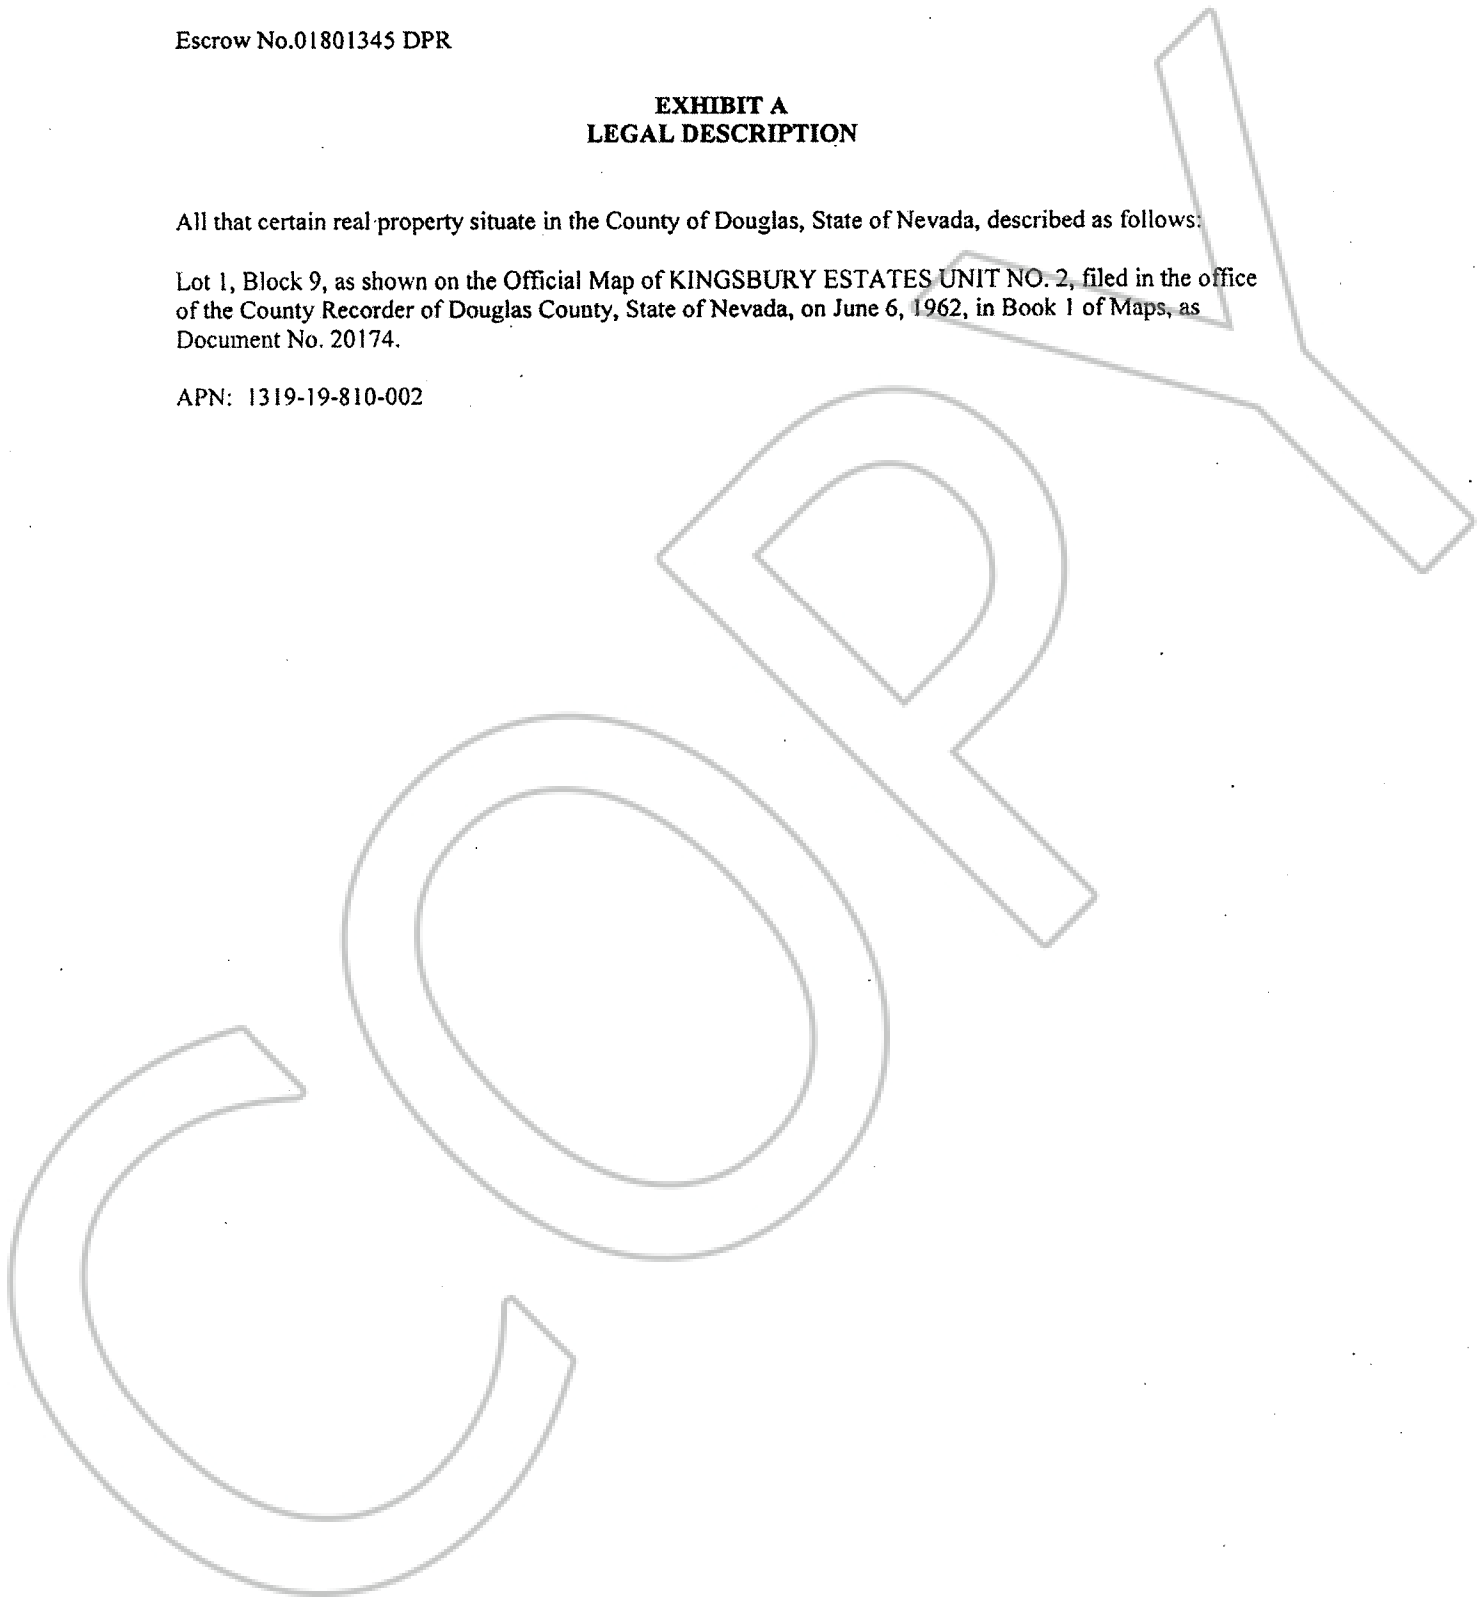 Escrow No.01801345 DPR
EXHIBIT A
LEGAL DESCRIPTION
All that certain real property situate in the County of Douglas, State of Nevada, described as follows:
Lot 1, Block 9, as shown on the Official Map of KINGSBURY ESTATES UNIT NO. 2, filed in the office
of the County Recorder of Douglas County, State of Nevada, on June 6, 1962, in Book 1 of Maps, as
Document No. 20174.
APN: 1319-19-810-002
COPY